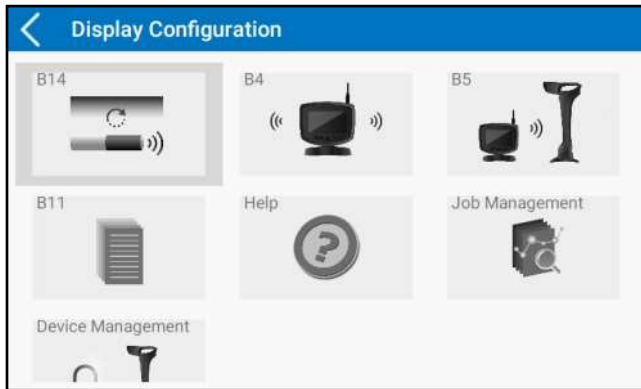 Display Configuration
B14
B4
B5
B11
Help
Job Management
Device Management